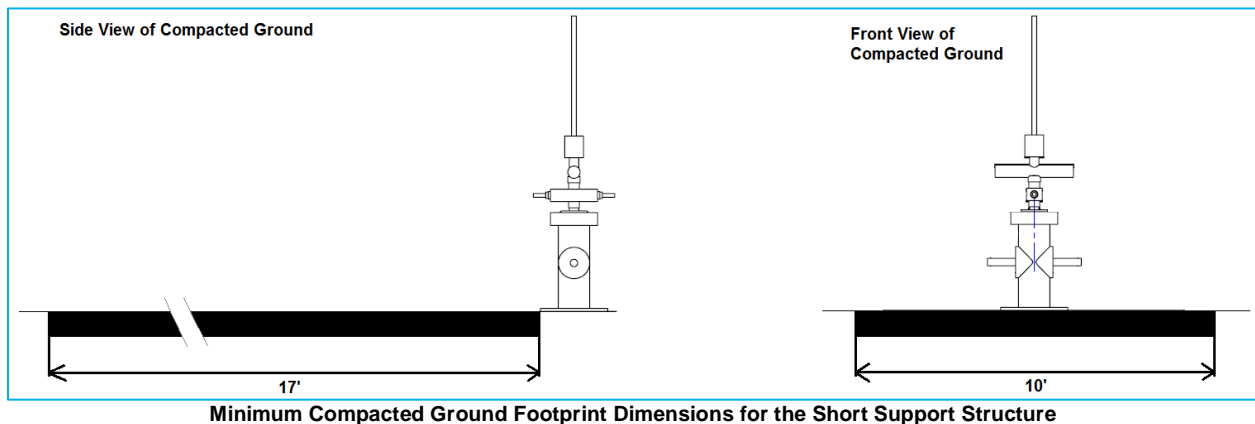 Side View of Compacted Ground
Front View of
Compacted Ground
17'
10'
Minimum Compacted Ground Footprint Dimensions for the Short Support Structure